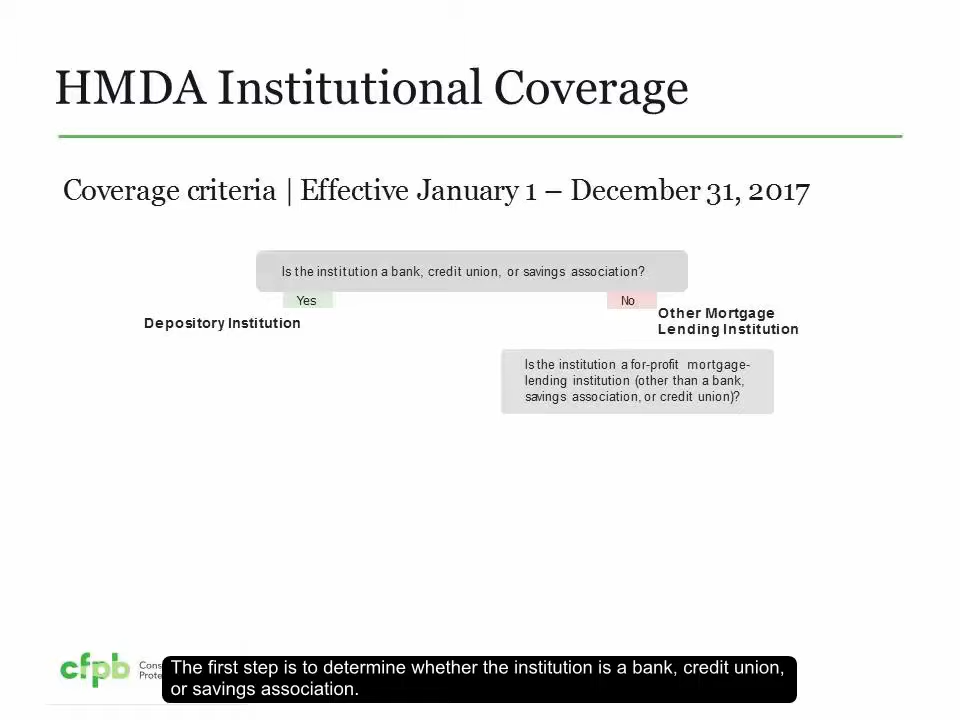 HMDA Institutional Coverage
Coverage criteria | Effective January 1 – December 31, 2017
Is the institution a bank, credit union, or savings association?
Yes
No
Depository Institution
Other Mortgage
Lending Institution
Is the institution a for-profit mortgage-
lending institution (other than a bank,
savings association, or credit union)?
cfpb
The first step is to determine whether the institution is a bank, credit union,
or savings association.